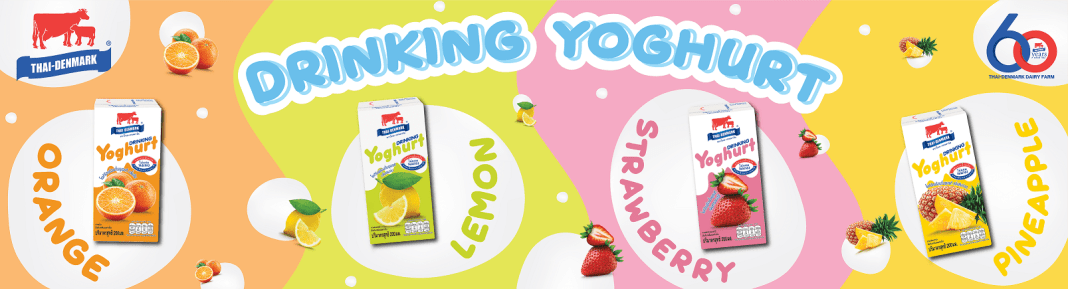 THAI-DENMARK
DRINKING YOGHURT
60
YEARS
THAI-DENMARK DAIRY FARM
ORANGE
THAI-DENMARK
DRINKING
Yoghurt
LEMON
THAI-DENMARK
DRINKING
Yoghurt
STRAWBERRY
THAI-DENMARK
DRINKING
Yoghurt
PINEAPPLE
THAI-DENMARK
DRINKING
Yoghurt